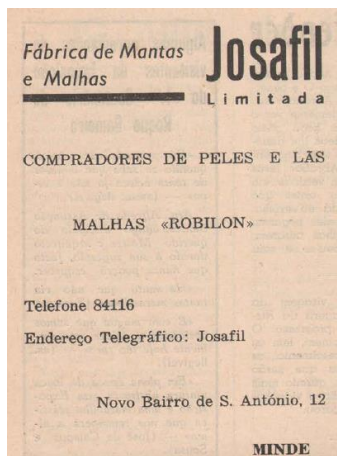 Fábrica de Mantas
e Malhas
Josafil
Limitada
COMPRADORES DE PELES E LÃS
MALHAS «ROBILON»
Telefone 84116
Endereço Telegráfico: Josafil
Novo Bairro de S. António, 12
MINDE